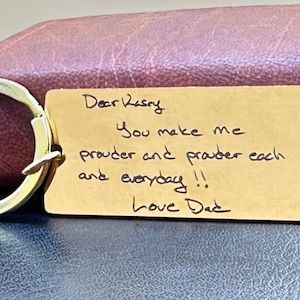 Dear Kasey
You make me
prouder and prouder each
and everyday !!
Love Dad